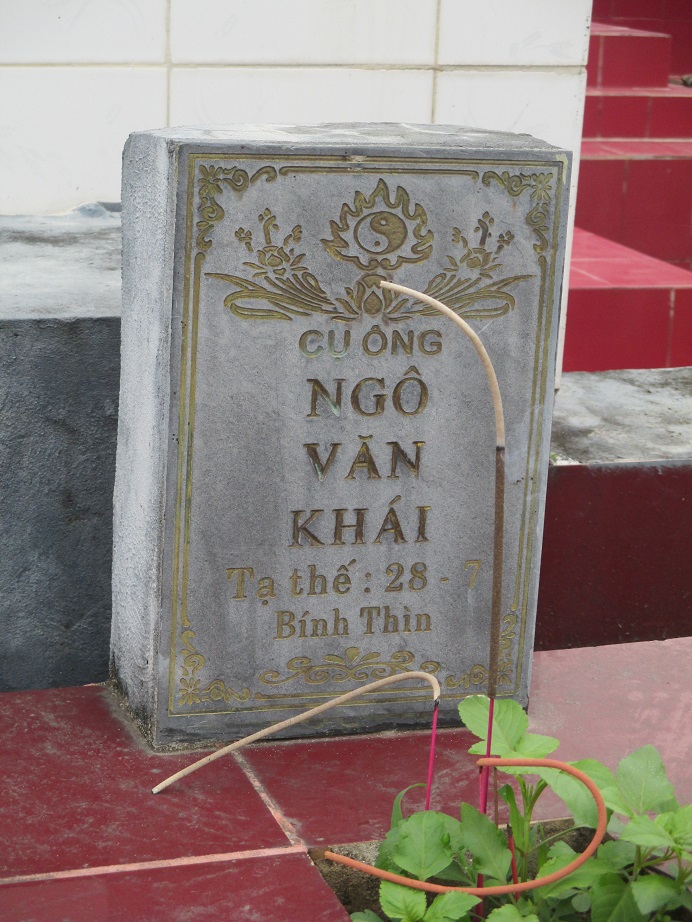 CỤ ÔNG
NGÔ
VĂN
KHÁI
Tạ thế : 28 - 7
Bính Thìn